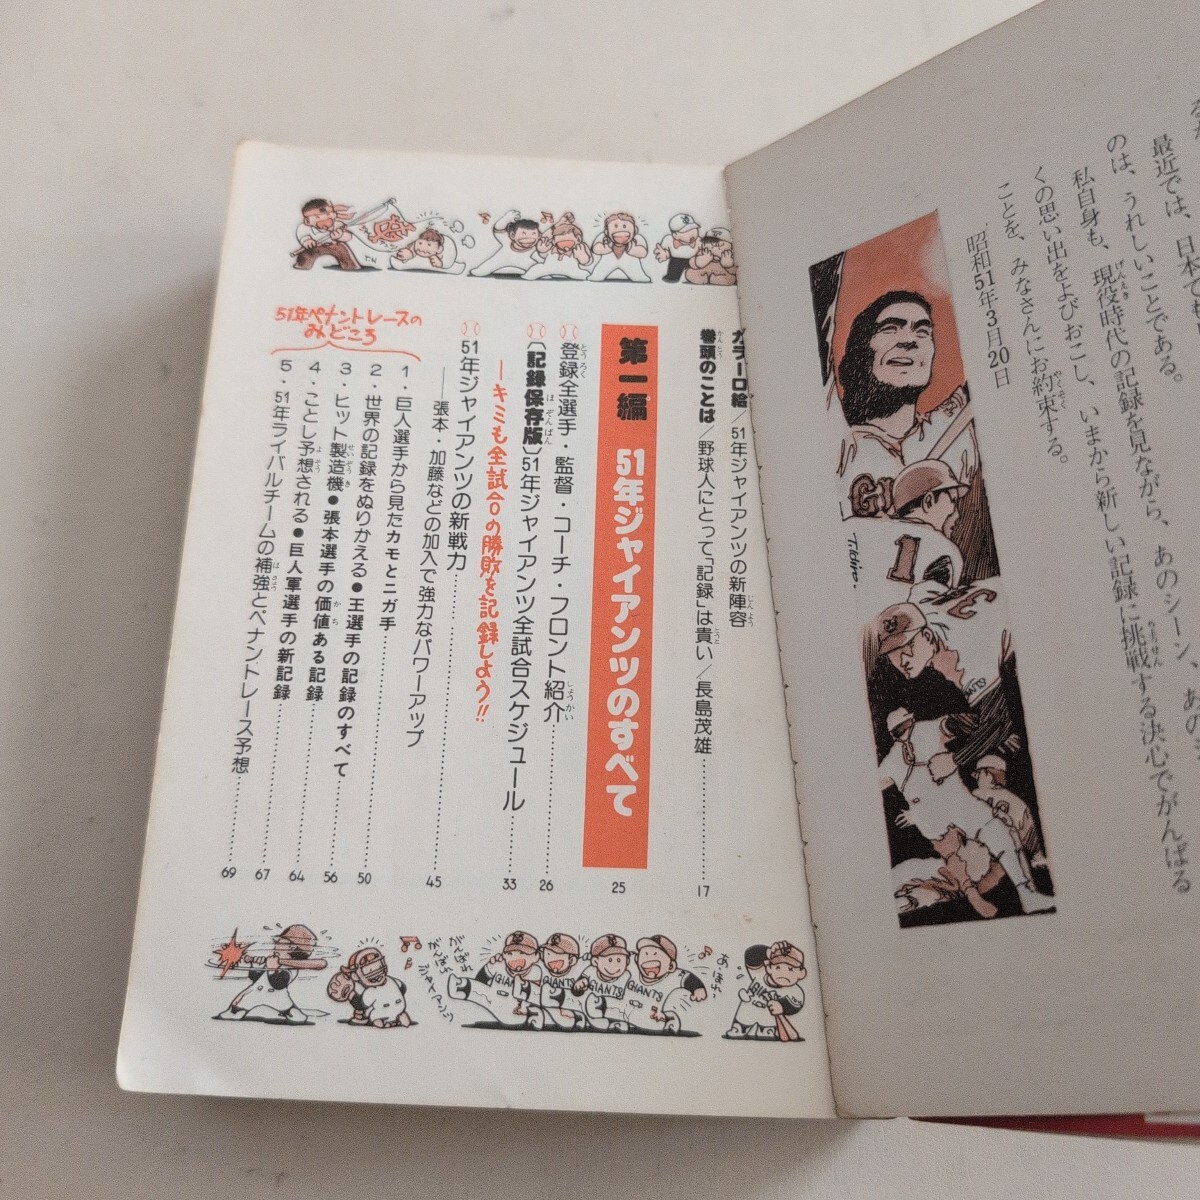 最近では、日本でも
のは、うれしいことである。
私自身も、現役時代の記録を見ながら、あのシーン、あの
くの思い出をよびおこし、いまから新しい記録に挑戦する決心でがんばる
ことを、みなさんにお約束する。
昭和51年3月20日
T.Ichiro.
カラー口絵/51年ジャイアンツの新陣容
巻頭のことば/野球人にとって「記録」は貴い/長島茂雄……17
第一編 51年ジャイアンツのすべて……25
登録全選手・監督・コーチ・フロント紹介……26
〔記録保存版〕51年ジャイアンツ全試合スケジュール……33
―キミも全試合の勝敗を記録しよう!!
51年ジャイアンツの新戦力……45
―張本・加藤などの加入で強力なパワーアップ
51年ペナントレースの
みどころ
1・巨人選手から見たカモとニガ手……50
2・世界の記録をぬりかえる●王選手の記録のすべて……56
3・ヒット製造機●張本選手の価値ある記録……64
4・ことし予想される●巨人軍選手の新記録……67
5・51年ライバルチームの補強とペナントレース予想……69
がんばれ
がんばれ
ジャイアンツ
GIANTS
GIANTS
GIANTS